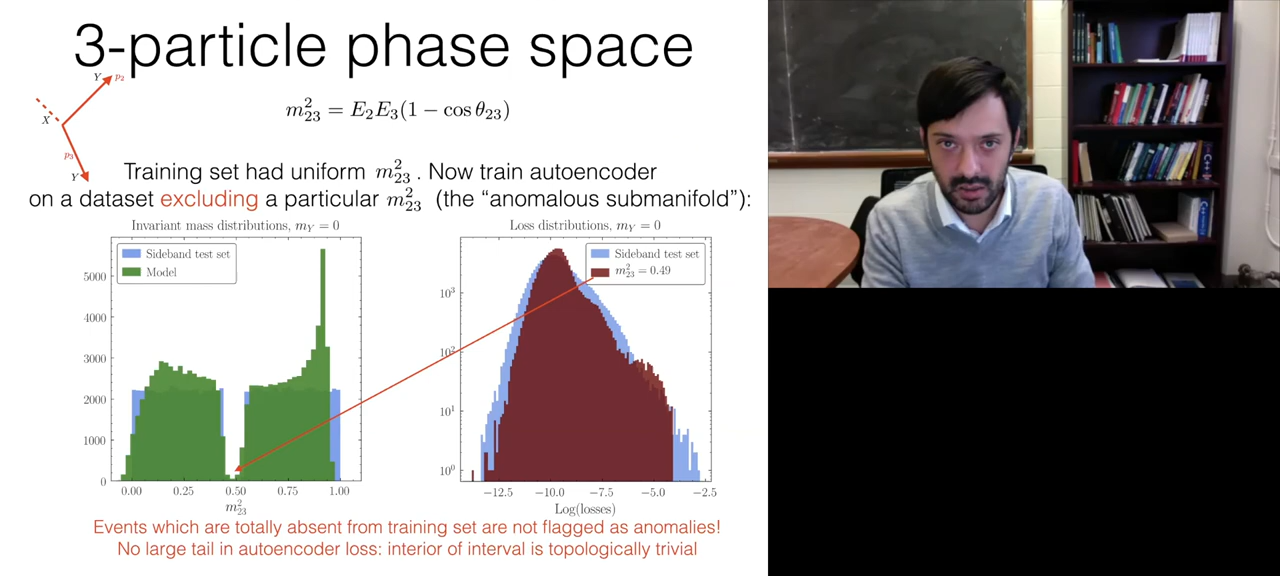 3-particle phase space
Y p₂
X
p₃
Y
m²₂₃ = E₂E₃(1 − cos θ₂₃)
Training set had uniform m²₂₃ . Now train autoencoder
on a dataset excluding a particular m²₂₃ (the “anomalous submanifold”):
Invariant mass distributions, m_Y = 0
Sideband test set
Model
5000
4000
3000
2000
1000
0
0.00 0.25 0.50 0.75 1.00
m²₂₃
Loss distributions, m_Y = 0
Sideband test set
m²₂₃ = 0.49
10³
10²
10¹
10⁰
−12.5 −10.0 −7.5 −5.0 −2.5
Log(losses)
Events which are totally absent from training set are not flagged as anomalies!
No large tail in autoencoder loss: interior of interval is topologically trivial
C++